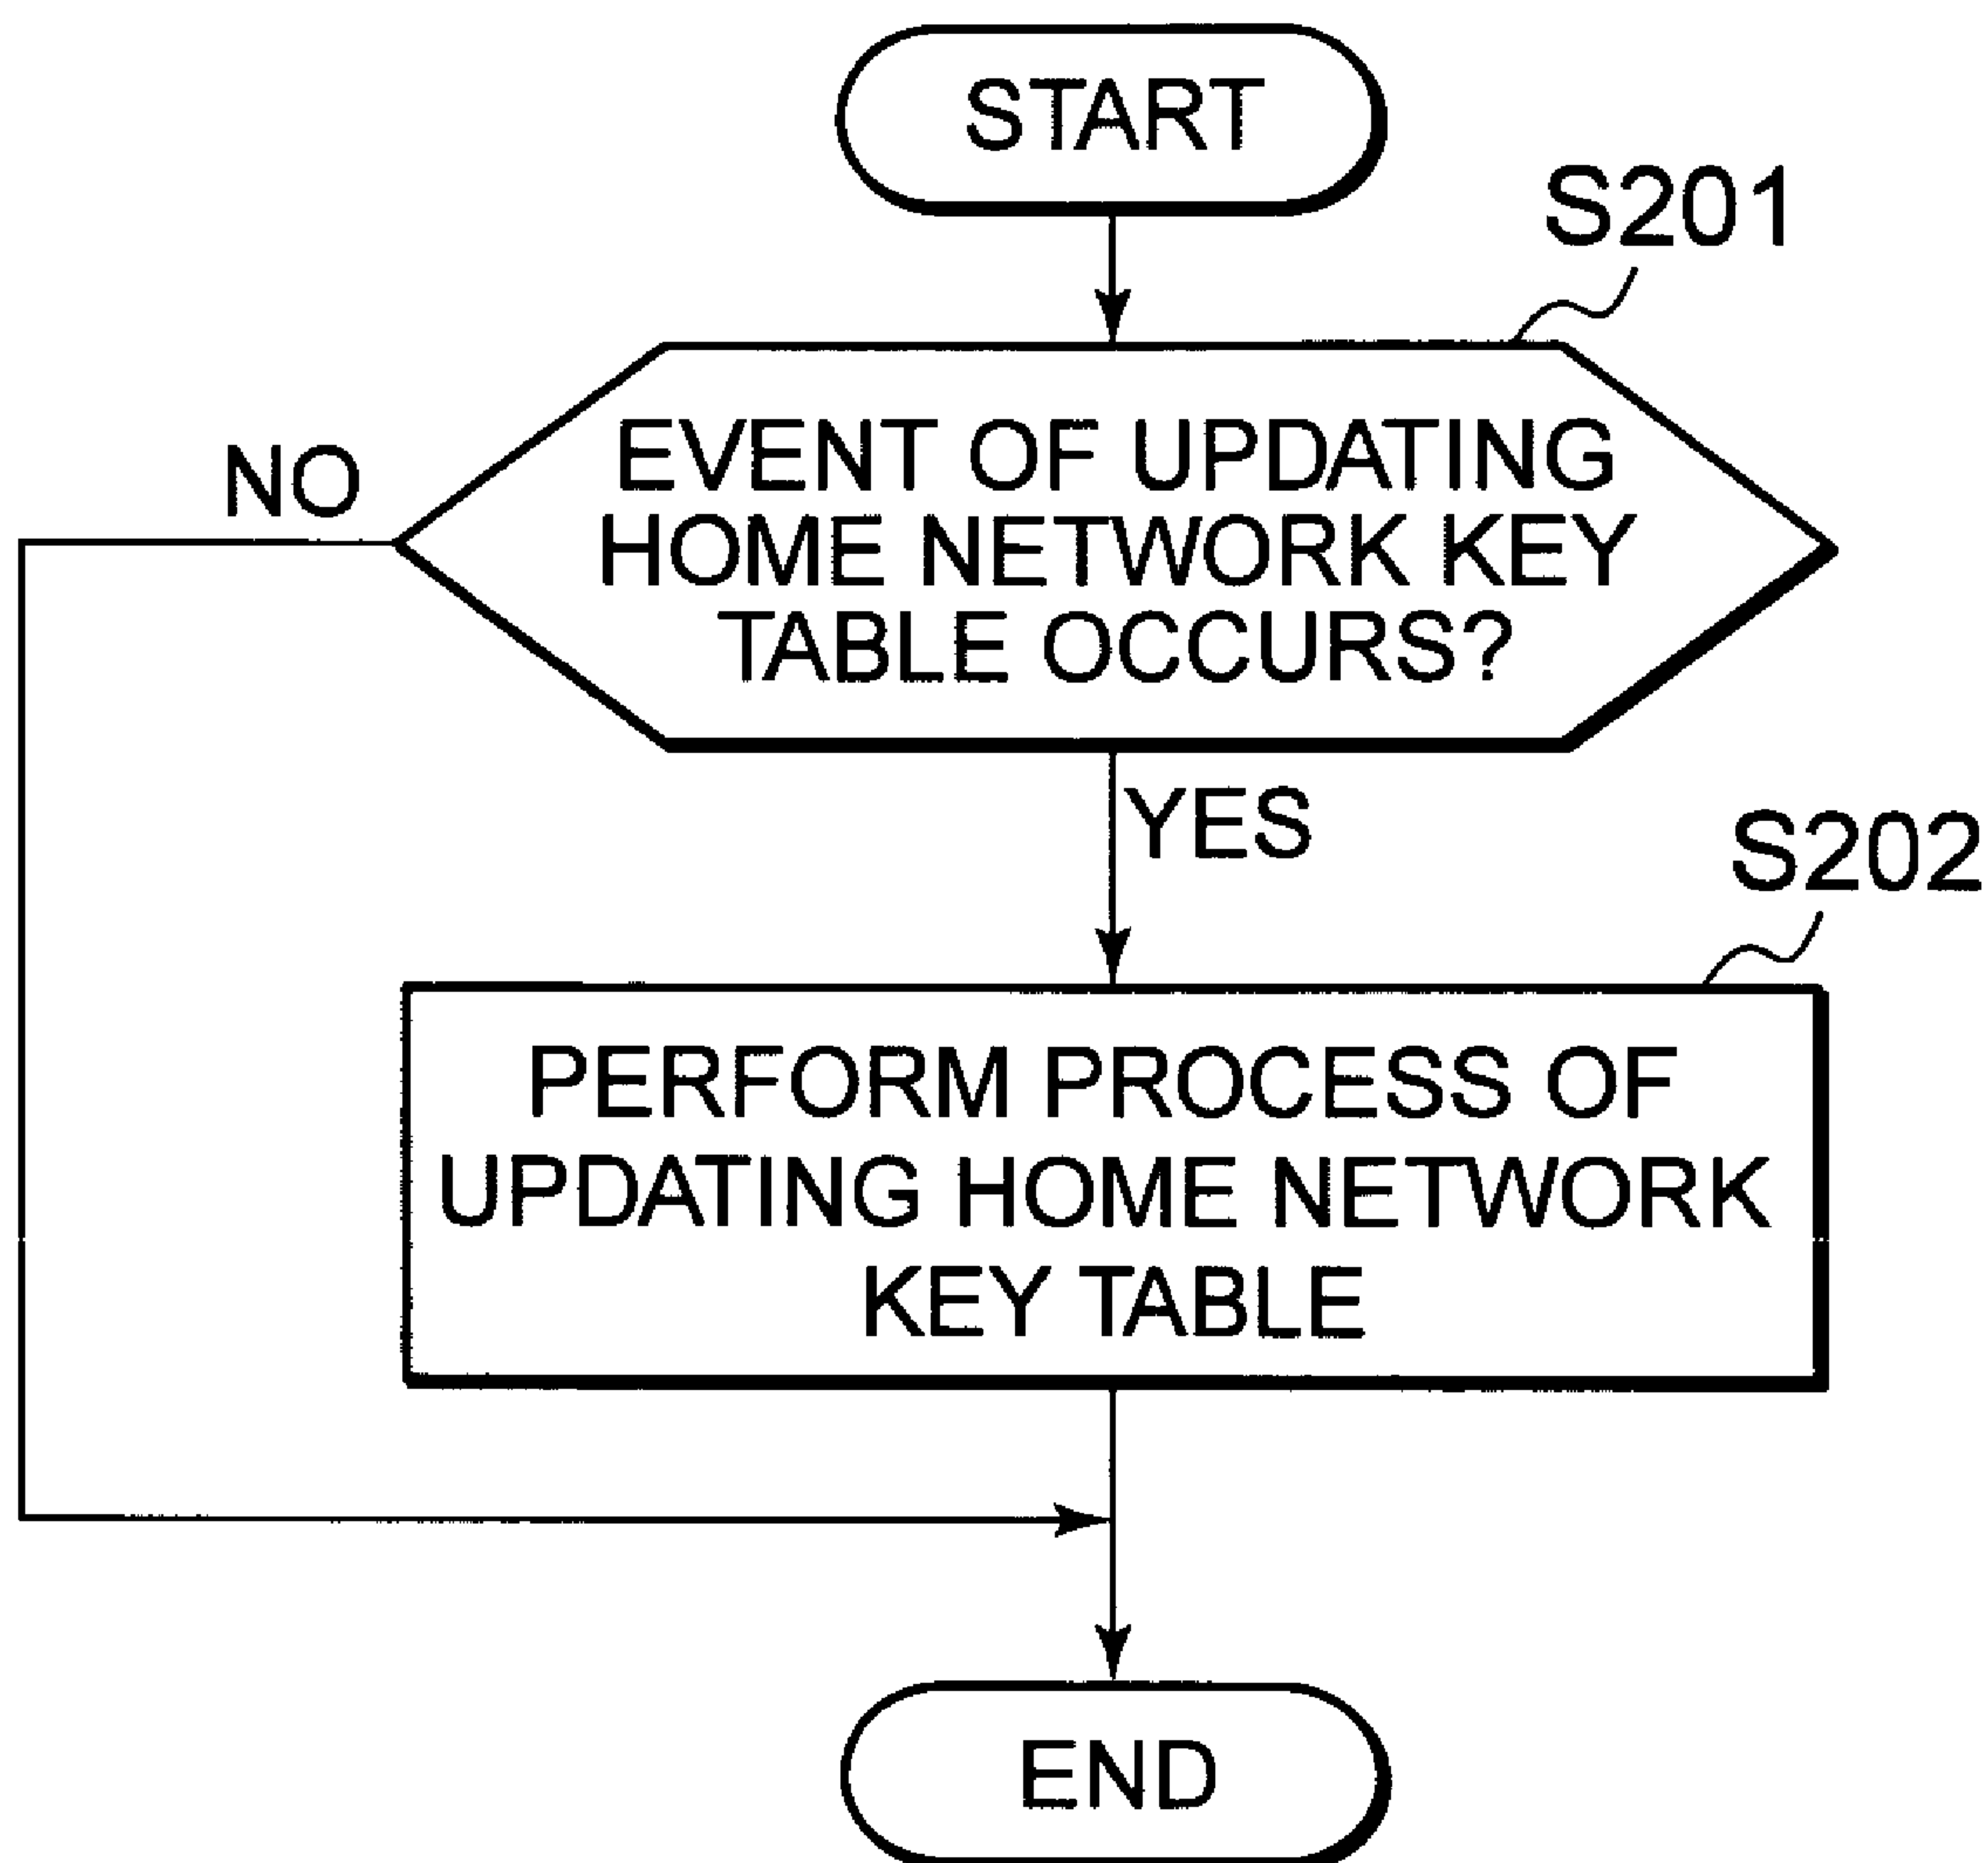 START
S201
EVENT OF UPDATING
HOME NETWORK KEY
TABLE OCCURS?
NO
YES
S202
PERFORM PROCESS OF
UPDATING HOME NETWORK
KEY TABLE
END